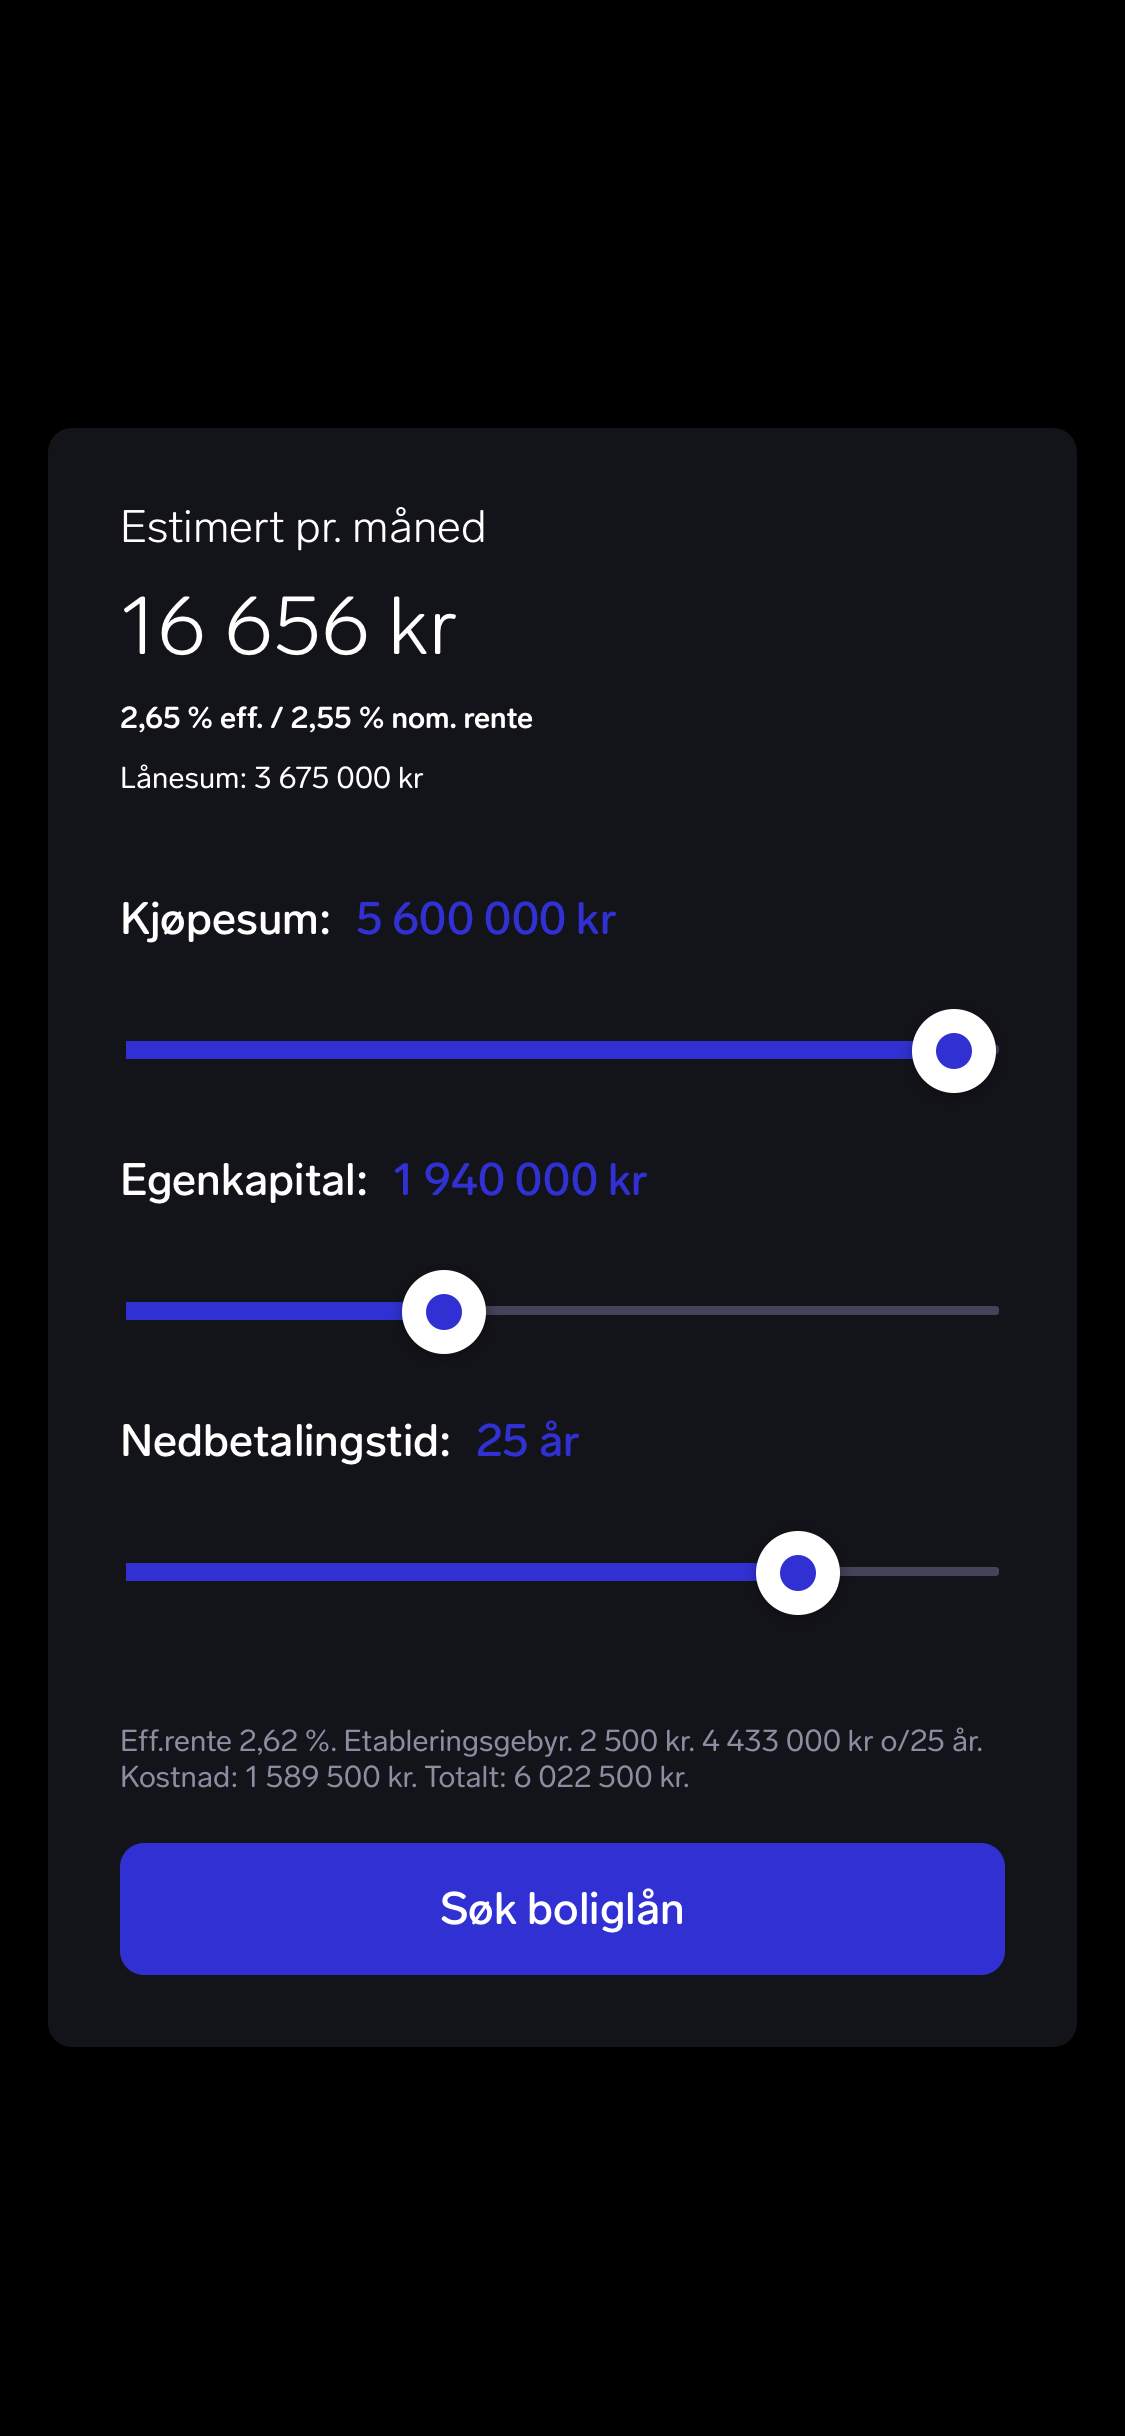 Estimert pr. måned
16 656 kr
2,65 % eff. / 2,55 % nom. rente
Lånesum: 3 675 000 kr
Kjøpesum: 5 600 000 kr
Egenkapital: 1 940 000 kr
Nedbetalingstid: 25 år
Eff.rente 2,62 %. Etableringsgebyr. 2 500 kr. 4 433 000 kr o/25 år.
Kostnad: 1 589 500 kr. Totalt: 6 022 500 kr.
Søk boliglån